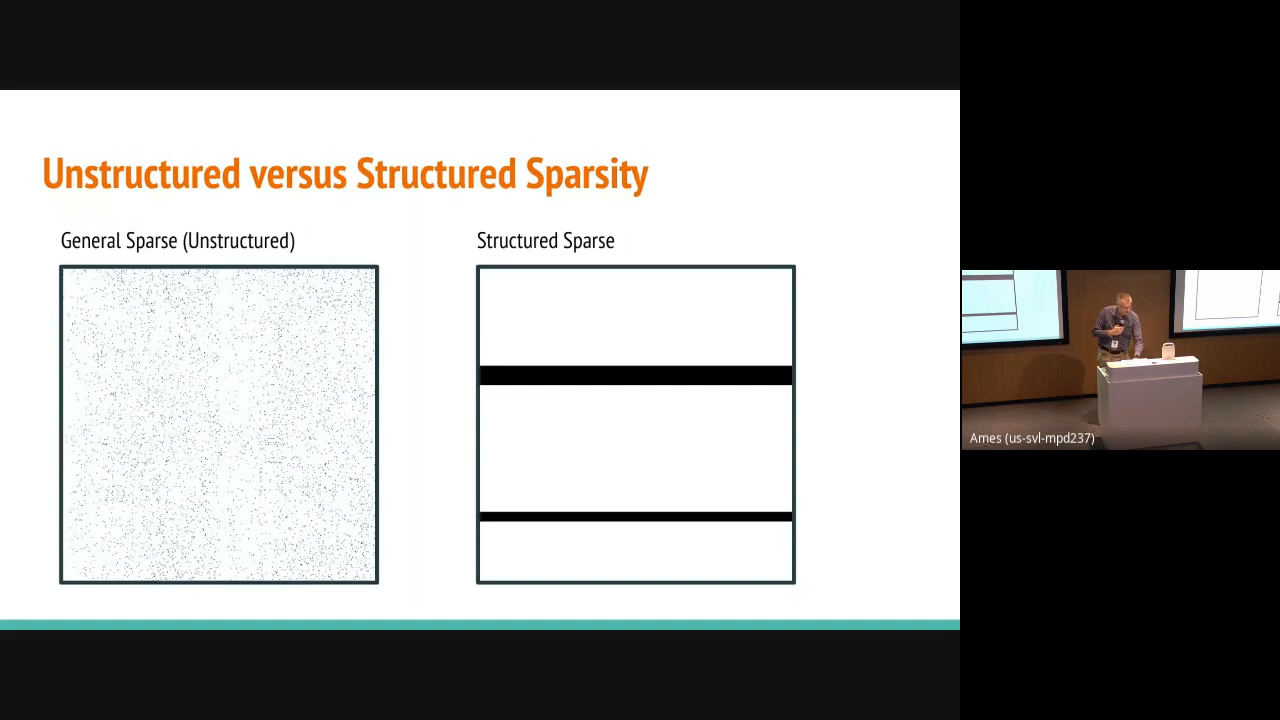 Unstructured versus Structured Sparsity
General Sparse (Unstructured)
Structured Sparse
Ames (us-svl-mpd237)